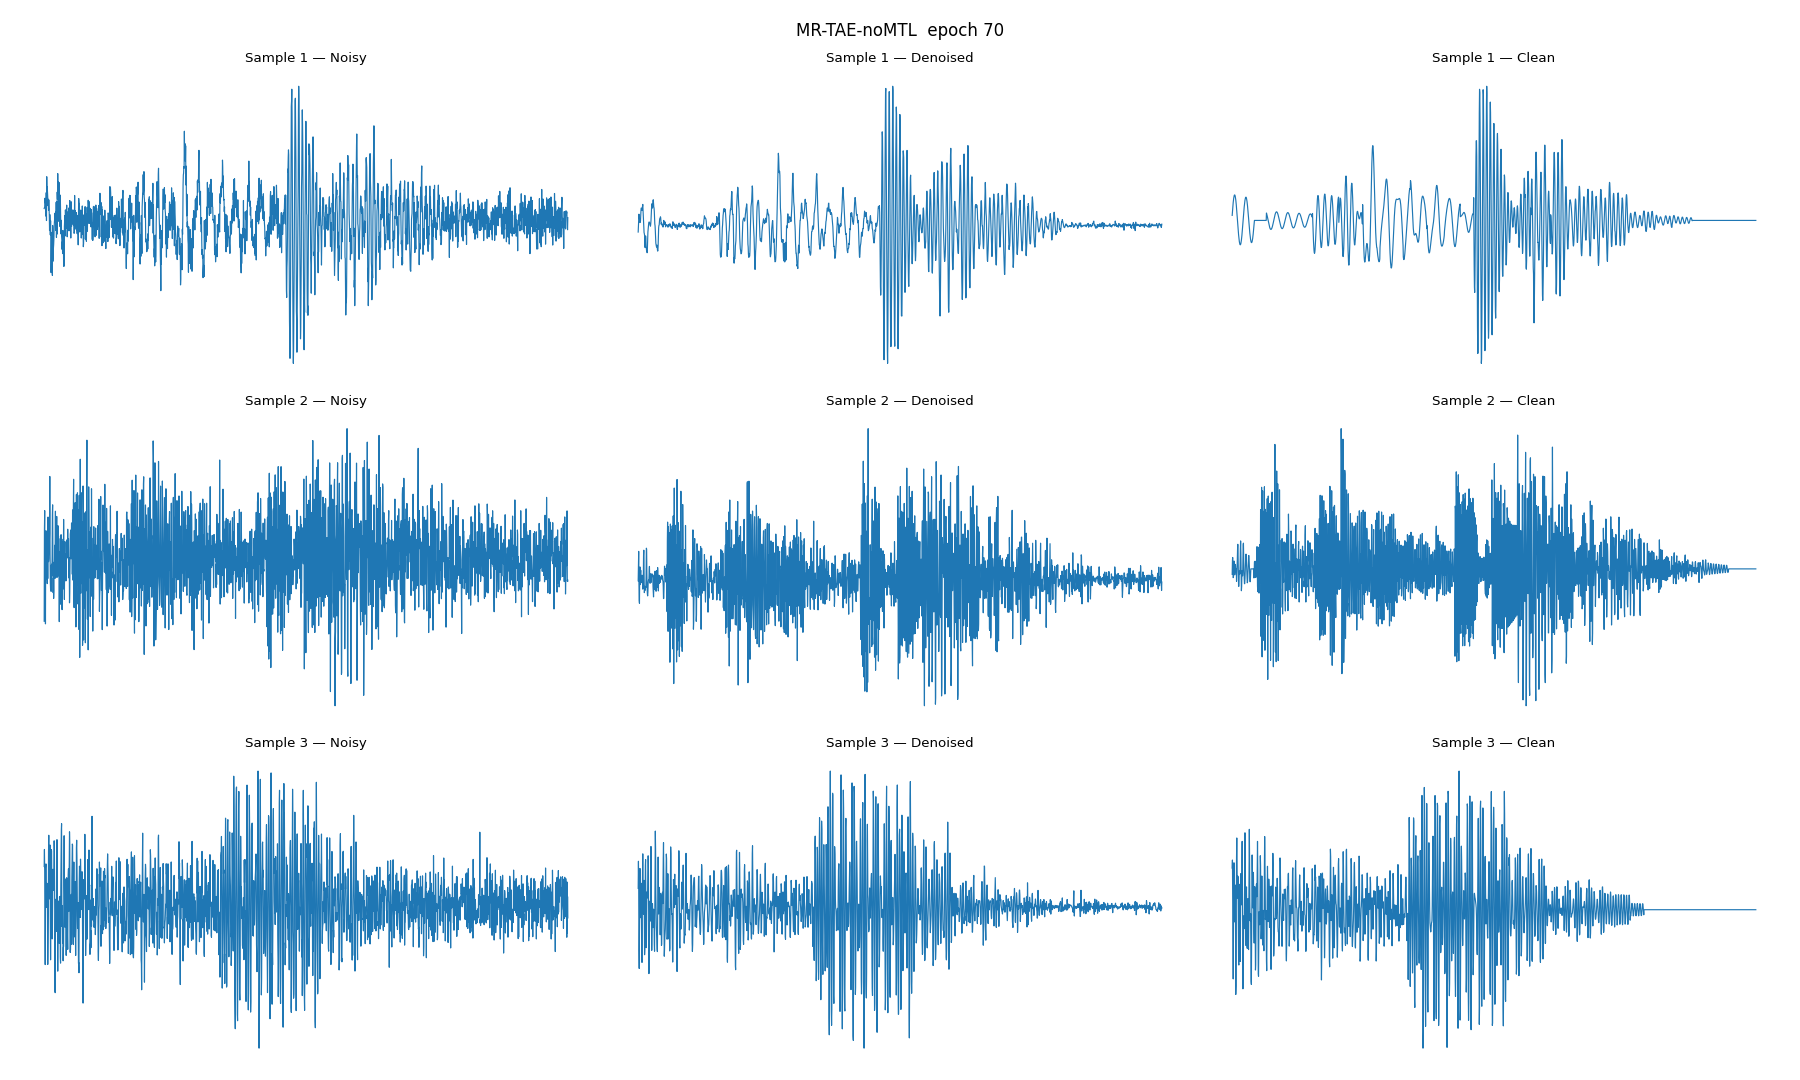 MR-TAE-noMTL epoch 70
Sample 1 — Noisy
Sample 1 — Denoised
Sample 1 — Clean
Sample 2 — Noisy
Sample 2 — Denoised
Sample 2 — Clean
Sample 3 — Noisy
Sample 3 — Denoised
Sample 3 — Clean